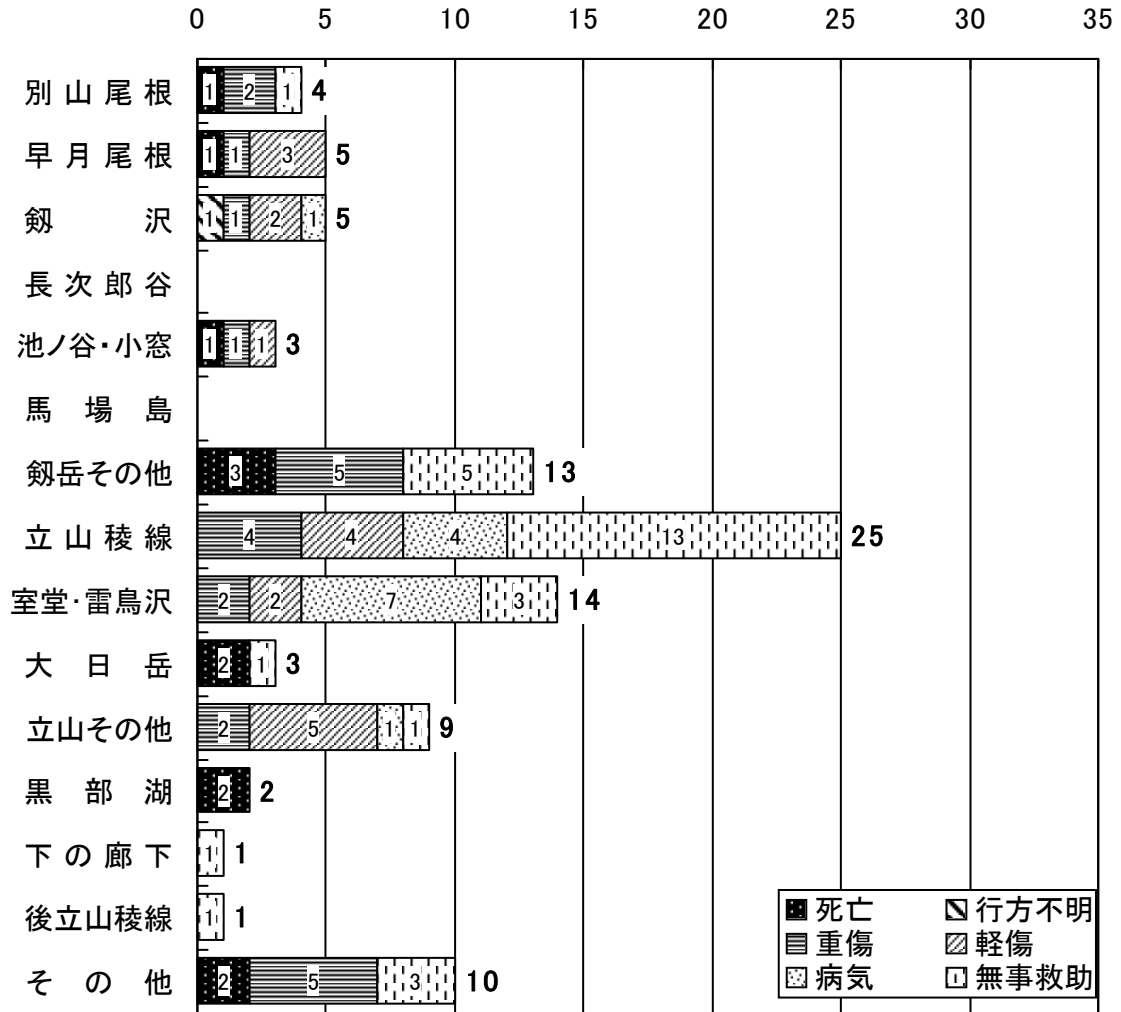 0 5 10 15 20 25 30 35
別山尾根 1 2 1 4
早月尾根 1 1 3 5
剱沢 1 1 2 1 5
長次郎谷
池ノ谷・小窓 1 1 1 3
馬場島
剱岳その他 3 5 5 13
立山稜線 4 4 4 13 25
室堂・雷鳥沢 2 2 7 3 14
大日岳 2 1 3
立山その他 2 5 1 1 9
黒部湖 2 2
下の廊下 1 1
後立山稜線 1 1
その他 2 5 3 10
死亡 行方不明
重傷 軽傷
病気 無事救助